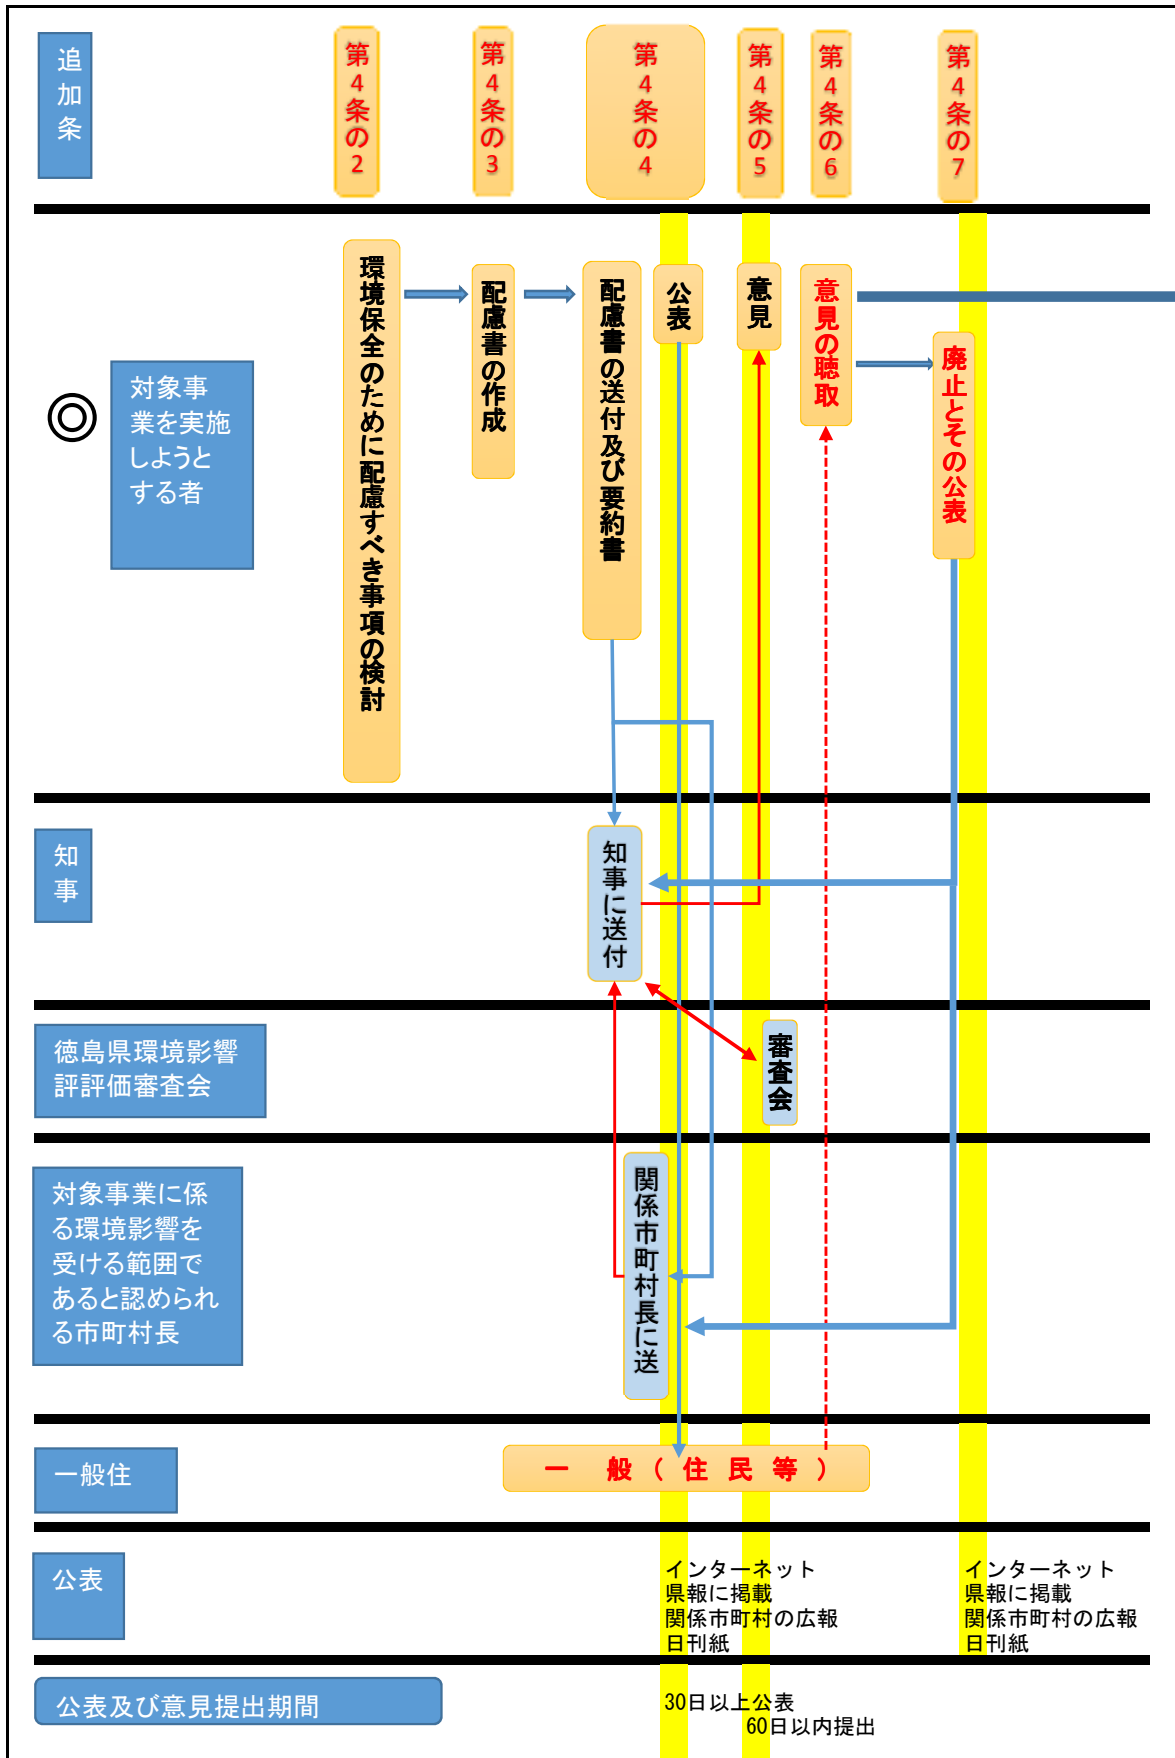 追加条
第4条の2
第4条の3
第4条の4
第4条の5
第4条の6
第4条の7
対象事
業を実施
しようと
する者
環境保全のために配慮すべき事項の検討
配慮書の作成
配慮書の送付及び要約書
公表
意見
意見の聴取
廃止とその公表
◎
知事
知事に送付
徳島県環境影響
評評価審査会
審査会
対象事業に係
る環境影響を
受ける範囲で
あると認められ
る市町村長
関係市町村長に送
一般住
一　般（住民等）
公表
インターネット
県報に掲載
関係市町村の広報
日刊紙
インターネット
県報に掲載
関係市町村の広報
日刊紙
公表及び意見提出期間
30日以上公表
60日以内提出